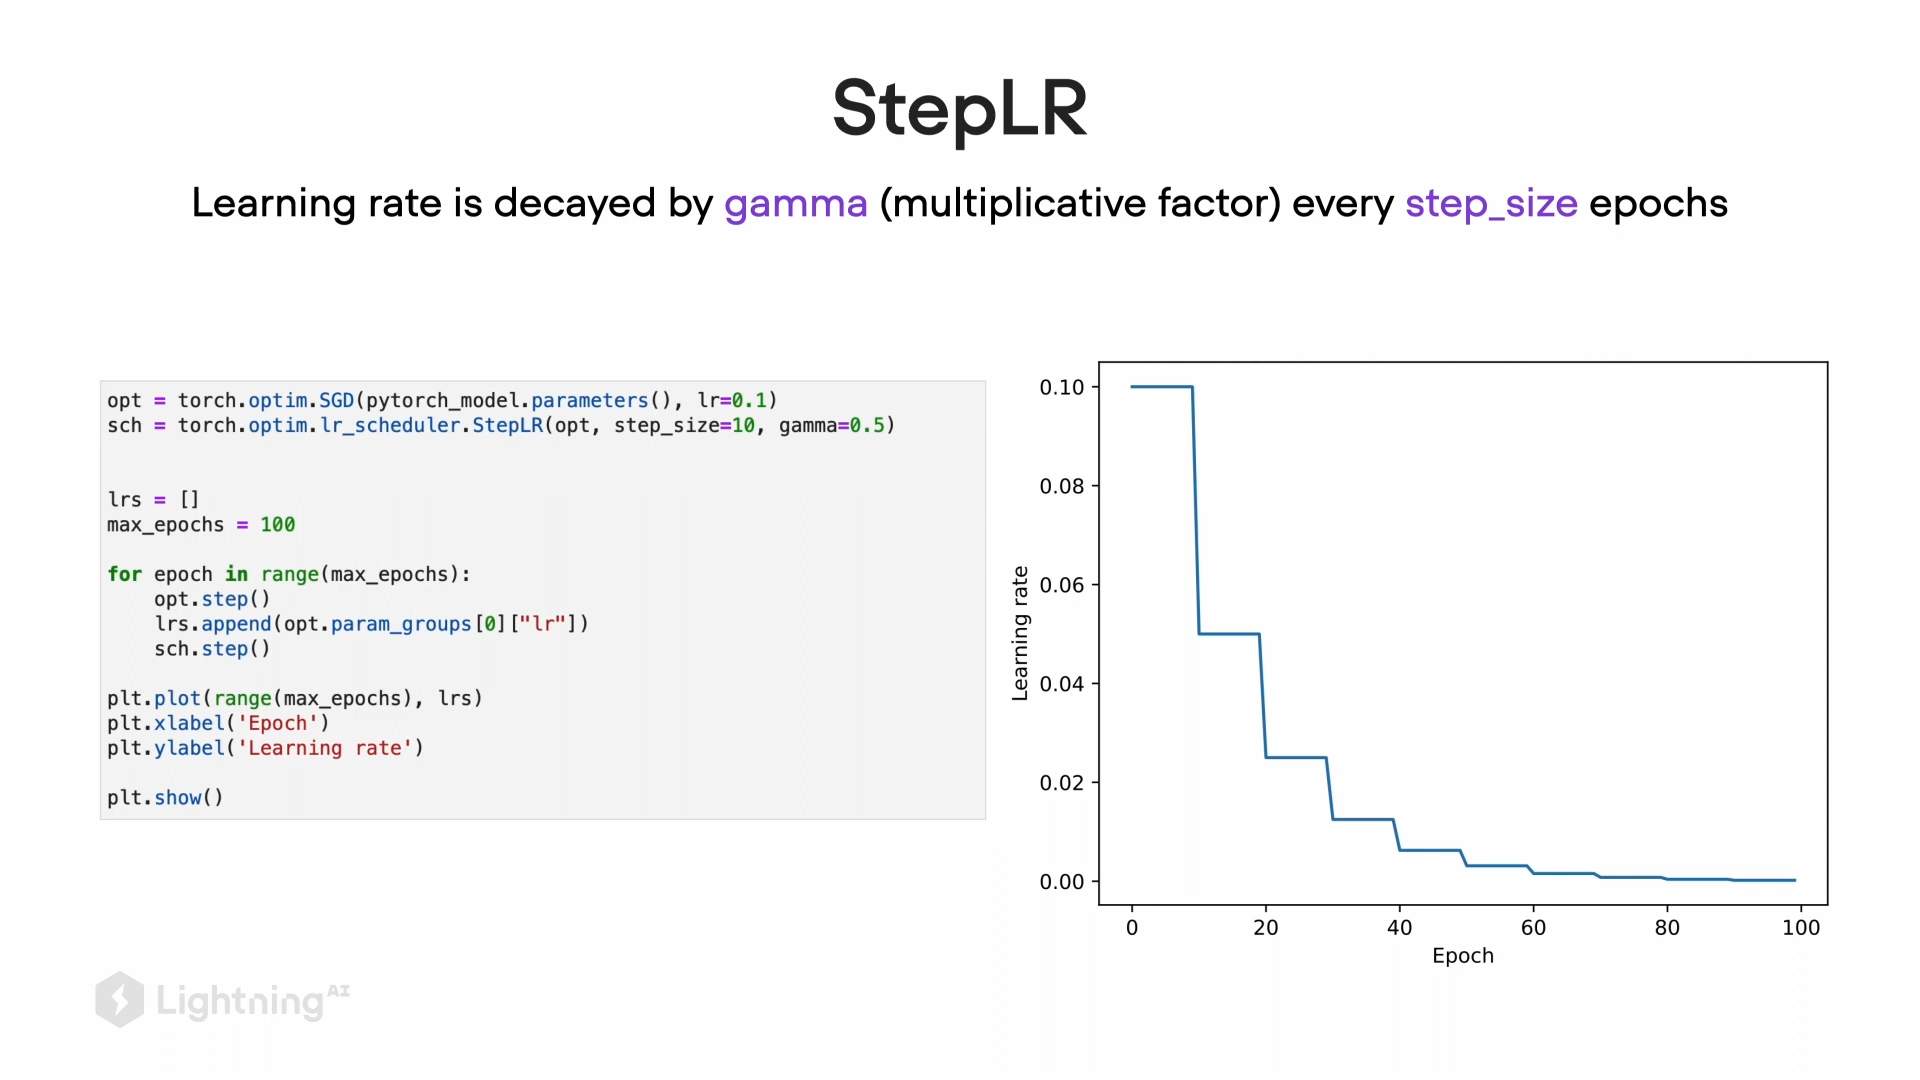 StepLR
Learning rate is decayed by gamma (multiplicative factor) every step_size epochs
opt = torch.optim.SGD(pytorch_model.parameters(), lr=0.1)
sch = torch.optim.lr_scheduler.StepLR(opt, step_size=10, gamma=0.5)
lrs = []
max_epochs = 100
for epoch in range(max_epochs):
    opt.step()
    lrs.append(opt.param_groups[0]["lr"])
    sch.step()
plt.plot(range(max_epochs), lrs)
plt.xlabel('Epoch')
plt.ylabel('Learning rate')
plt.show()
0.10
0.08
0.06
0.04
0.02
0.00
Learning rate
0 20 40 60 80 100
Epoch
Lightning AI